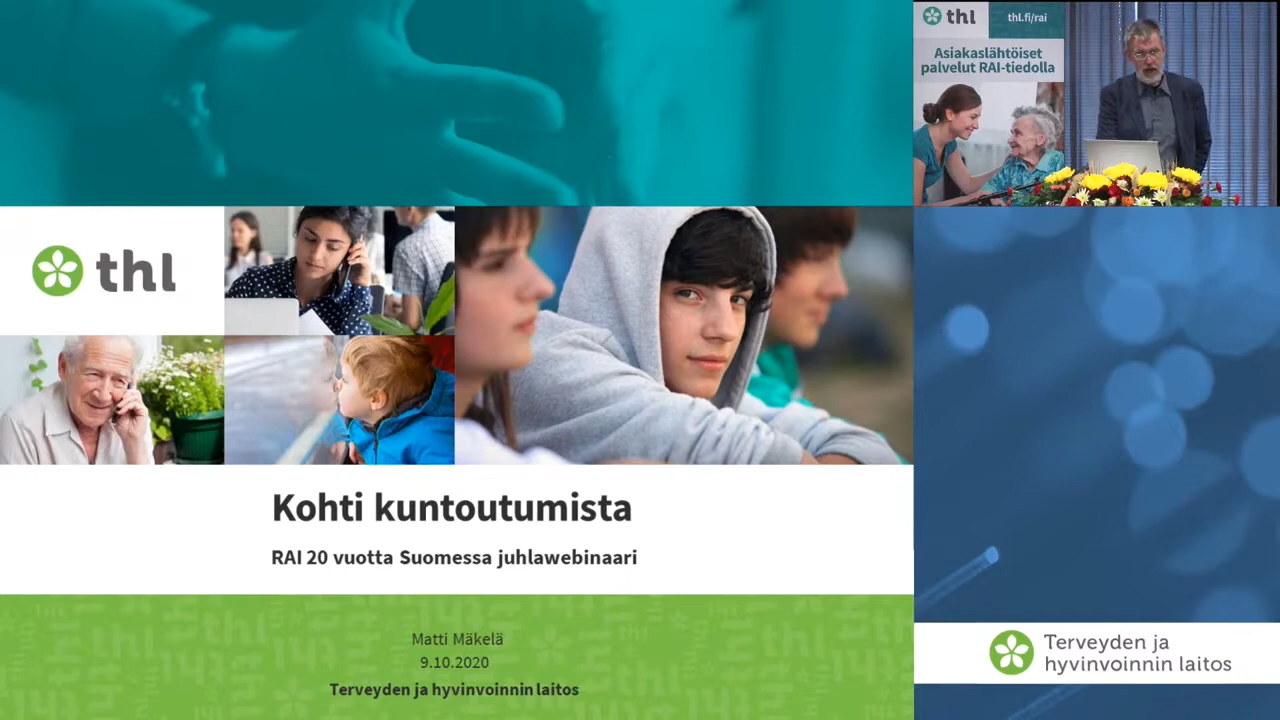 thl
thl.fi/rai
Asiakaslähtöiset
palvelut RAI-tiedolla
thl
Kohti kuntoutumista
RAI 20 vuotta Suomessa juhlawebinaari
Matti Mäkelä
9.10.2020
Terveyden ja hyvinvoinnin laitos
Terveyden ja
hyvinvoinnin laitos